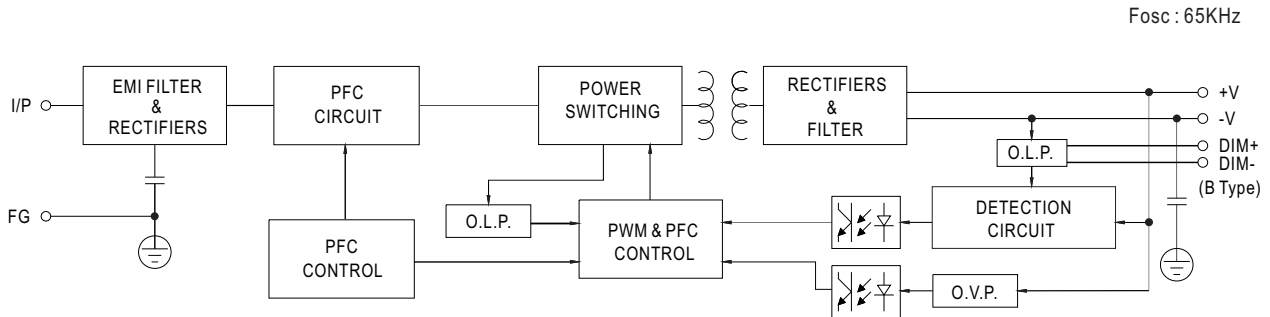 Fosc : 65KHz
I/P
EMI FILTER
&
RECTIFIERS
PFC
CIRCUIT
POWER
SWITCHING
RECTIFIERS
&
FILTER
+V
-V
O.L.P.
DIM+
DIM-
(B Type)
FG
PFC
CONTROL
O.L.P.
PWM & PFC
CONTROL
DETECTION
CIRCUIT
O.V.P.